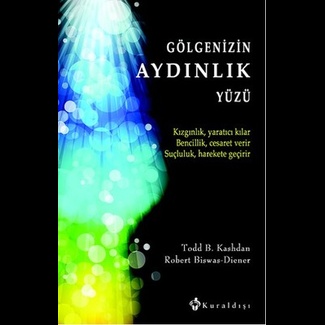 GÖLGENİZİN
AYDINLIK
YÜZÜ
Kızgınlık, yaratıcı kılar
Bencillik, cesaret verir
Suçluluk, harekete geçirir
Todd B. Kashdan
Robert Biswas-Diener
Kuraldışı